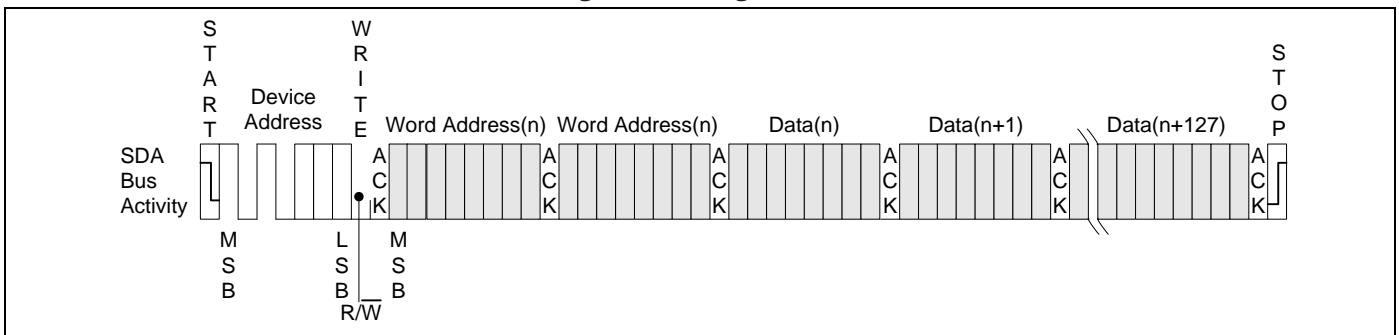 START
WRITE
STOP
Device
Address
Word Address(n) Word Address(n) Data(n) Data(n+1) Data(n+127)
SDA
Bus
Activity
ACK ACK ACK ACK ACK ACK
MSB LSB MSB
R/W